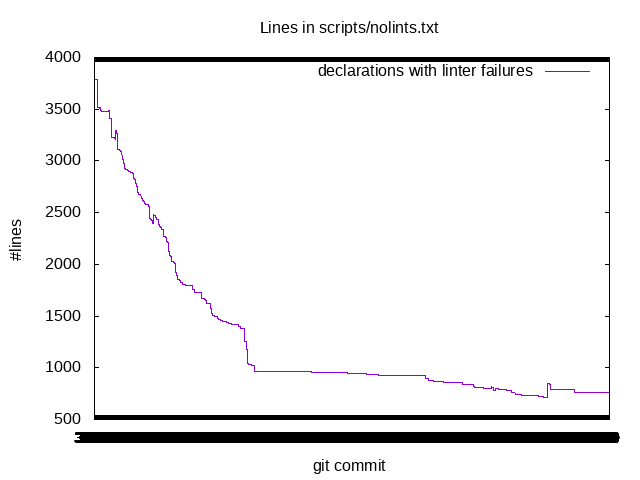 Lines in scripts/nolints.txt
4000
declarations with linter failures
3500
3000
2500
#lines
2000
1500
1000
500
git commit